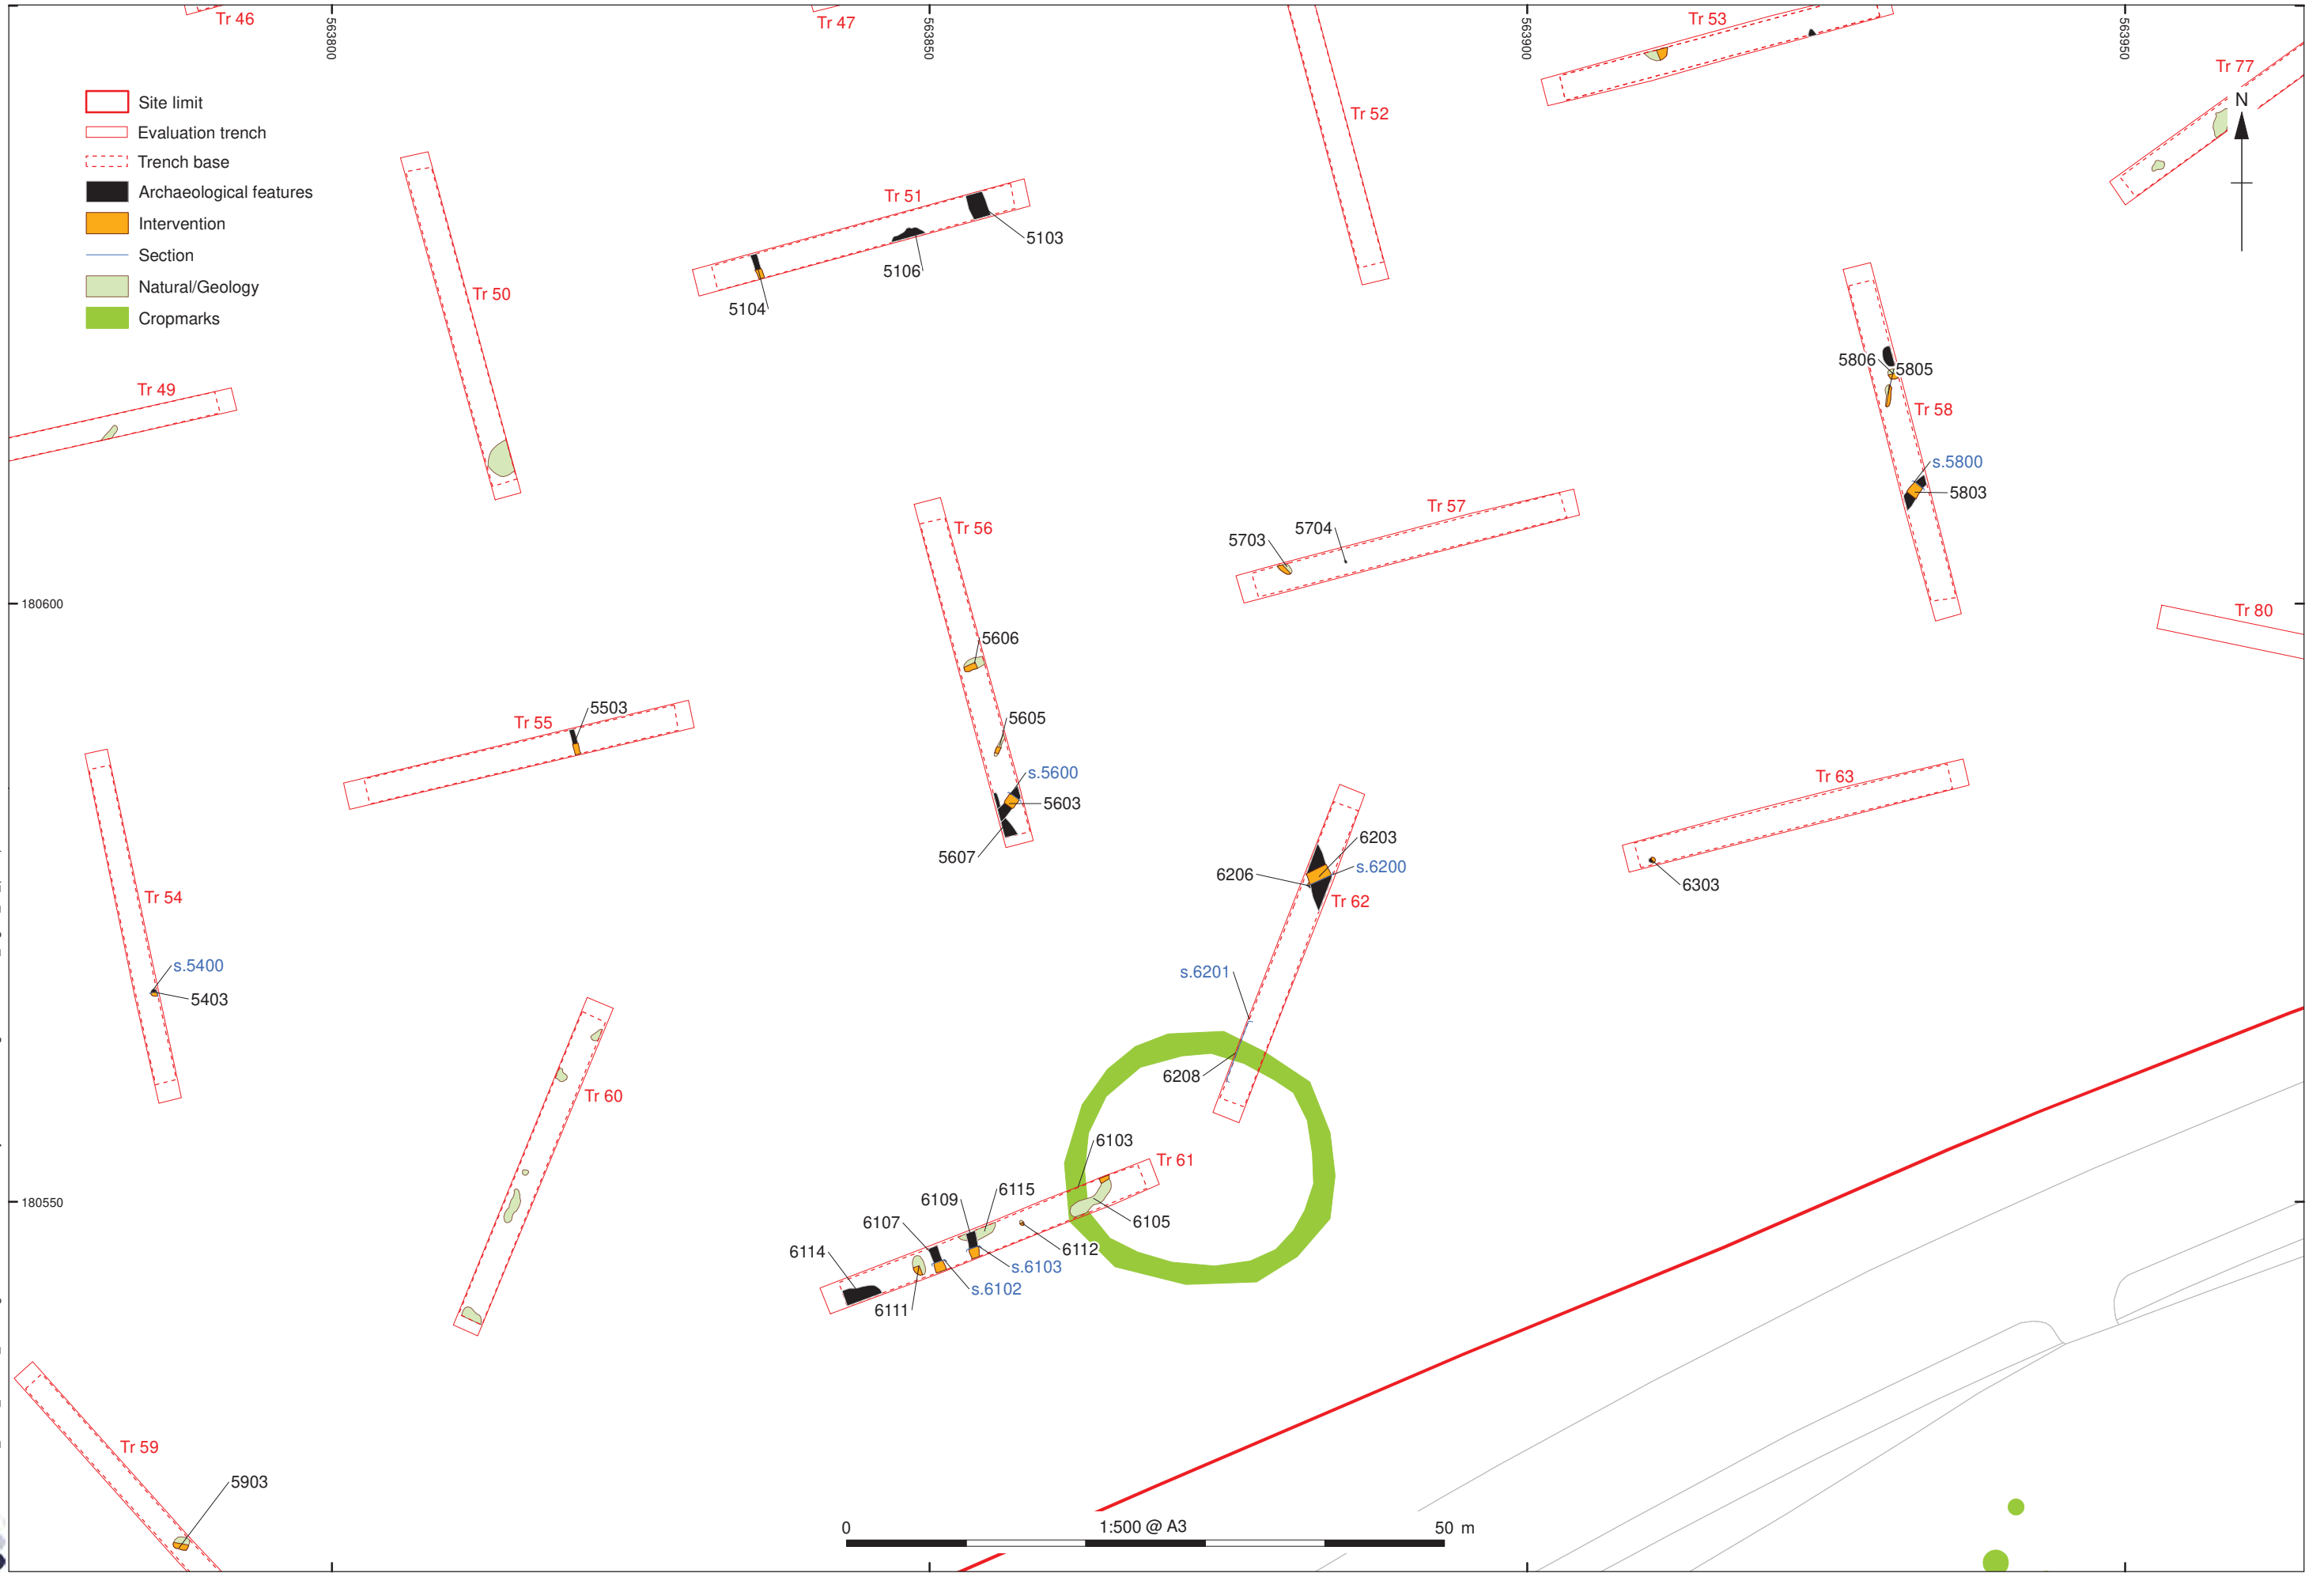 Tr 46
563800
Tr 47
563850
Tr 53
563900
563950
Tr 77
N
Tr 52
Site limit
Evaluation trench
Trench base
Archaeological features
Intervention
Section
Natural/Geology
Cropmarks
Tr 51
5103
5106
5104
Tr 50
Tr 49
5806
5805
Tr 58
s.5800
5803
Tr 57
5704
5703
Tr 56
180600
Tr 80
5606
5605
s.5600
5603
5607
Tr 55
5503
Tr 63
6303
6203
s.6200
6206
Tr 62
Tr 54
s.5400
5403
s.6201
6208
Tr 60
6103
Tr 61
180550
6115
6109
6107
6105
6112
6114
s.6103
s.6102
6111
Tr 59
5903
0
1:500 @ A3
50 m